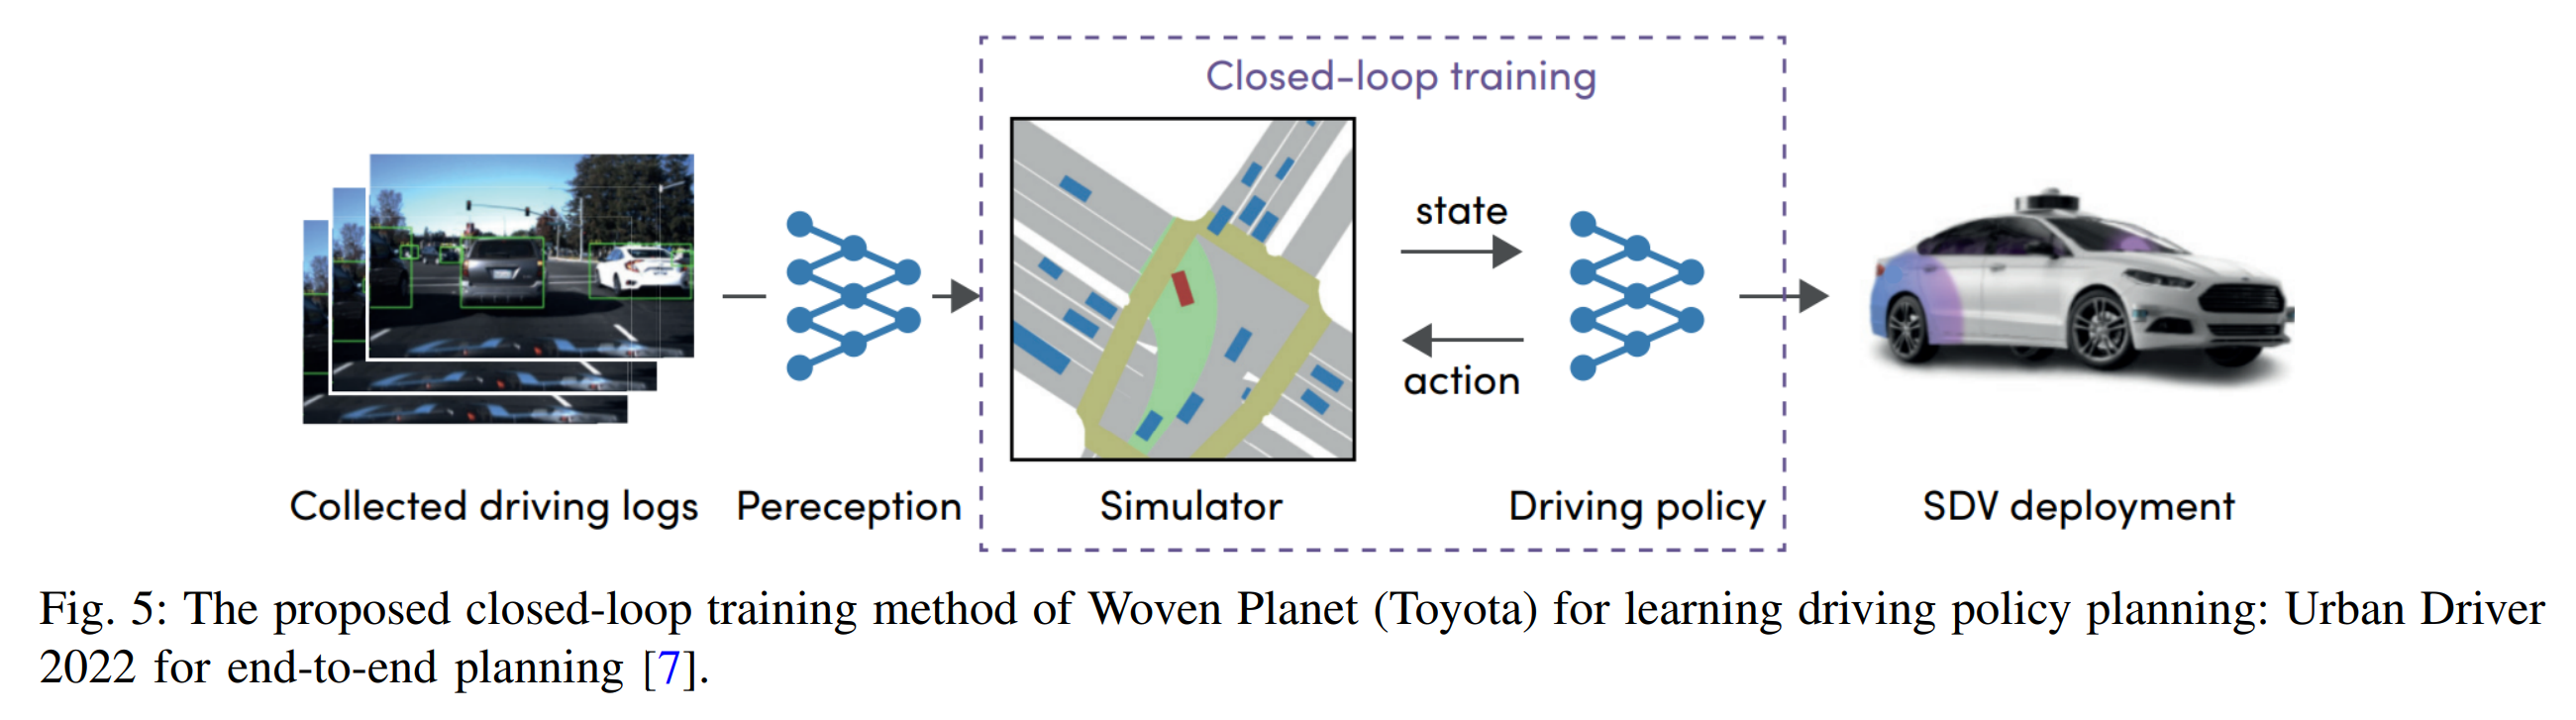 Closed-loop training
state
action
Collected driving logs
Pereception
Simulator
Driving policy
SDV deployment
Fig. 5: The proposed closed-loop training method of Woven Planet (Toyota) for learning driving policy planning: Urban Driver
2022 for end-to-end planning [7].